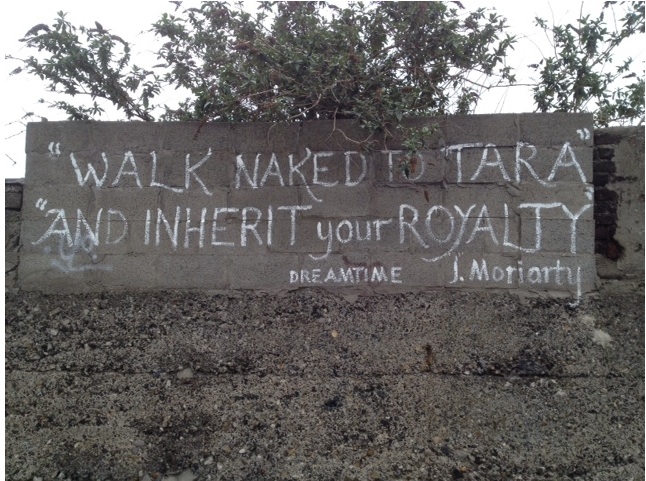 "WALK NAKED TO TARA"
"AND INHERIT your ROYALTY
DREAMTIME J. Moriarty